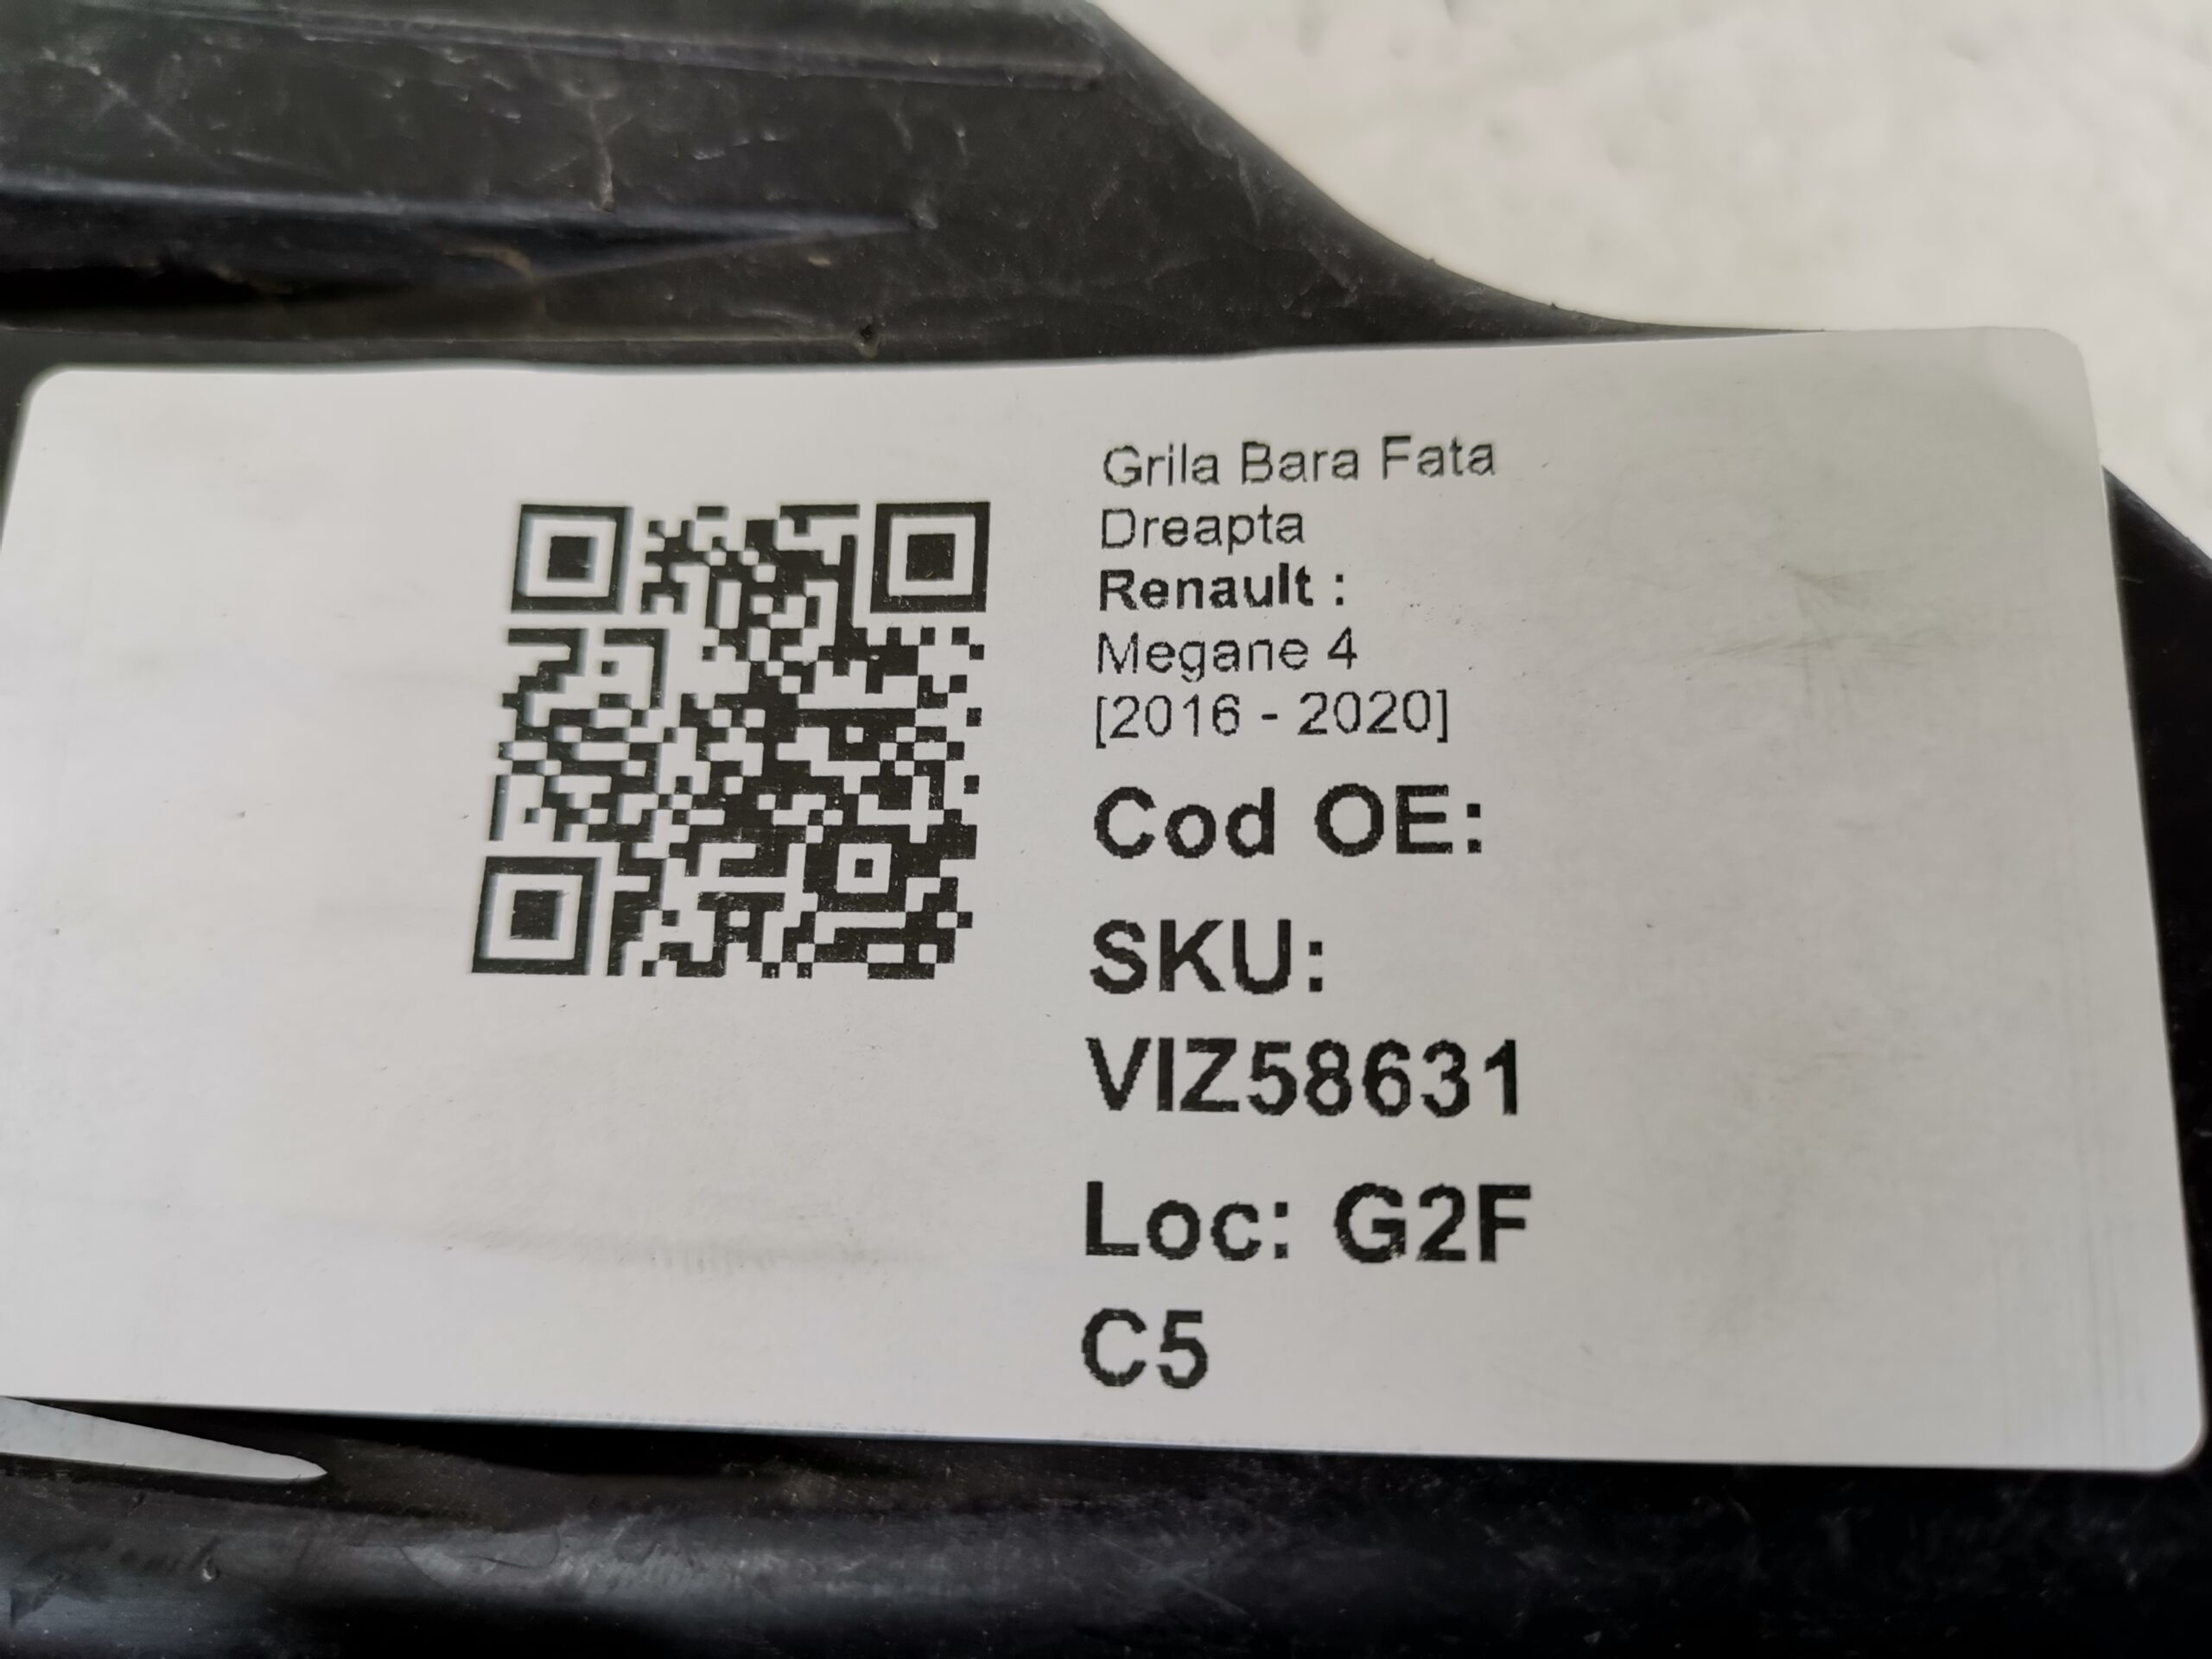 Grila Bara Fata
Dreapta
Renault :
Megane 4
[2016 - 2020]
Cod OE:
SKU:
VIZ58631
Loc: G2F
C5